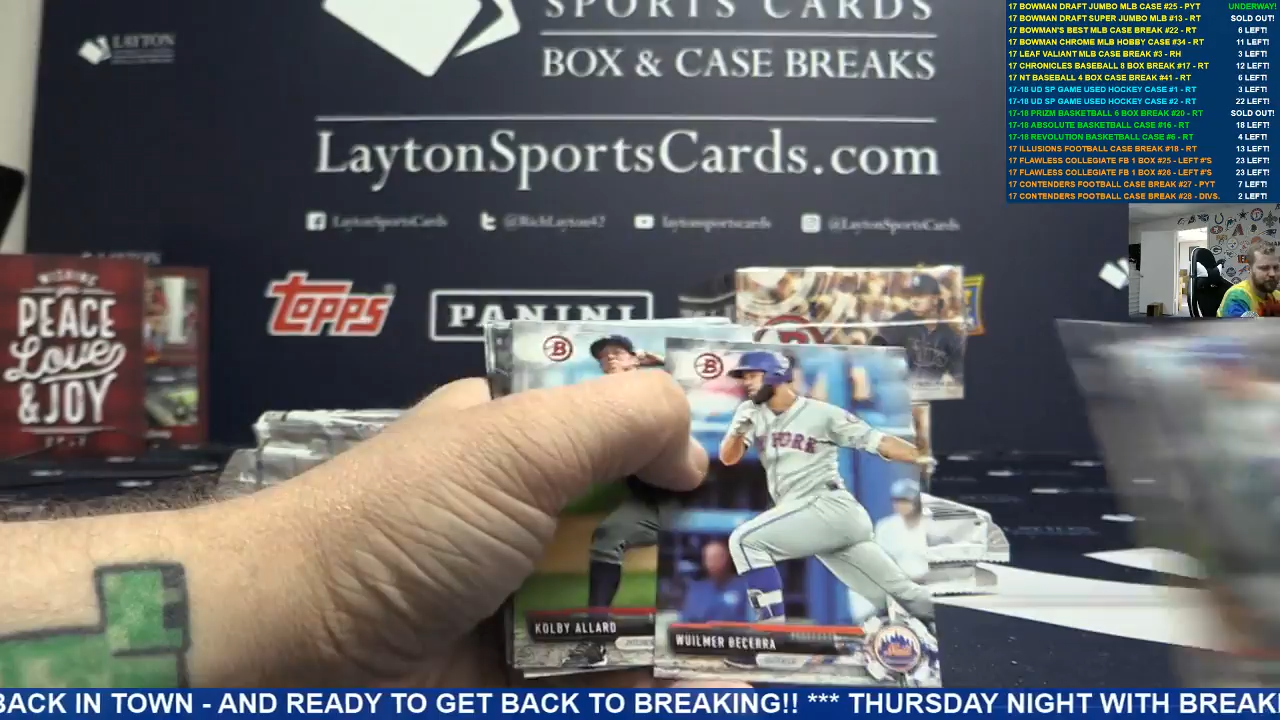 SPORTS CARDS
BOX & CASE BREAKS
LaytonSportsCards.com
LaytonSportsCards
@RichLayton42
laytonsportscards
@LaytonSportsCards
LAYTON
17 BOWMAN DRAFT JUMBO MLB CASE #25 - PYT UNDERWAY!
17 BOWMAN DRAFT SUPER JUMBO MLB #13 - RT SOLD OUT!
17 BOWMAN'S BEST MLB CASE BREAK #22 - RT 6 LEFT!
17 BOWMAN CHROME MLB HOBBY CASE #34 - RT 11 LEFT!
17 LEAF VALIANT MLB CASE BREAK #3 - RH 3 LEFT!
17 CHRONICLES BASEBALL 8 BOX BREAK #17 - RT 12 LEFT!
17 NT BASEBALL 4 BOX CASE BREAK #41 - RT 6 LEFT!
17-18 UD SP GAME USED HOCKEY CASE #1 - RT 3 LEFT!
17-18 UD SP GAME USED HOCKEY CASE #2 - RT 22 LEFT!
17-18 PRIZM BASKETBALL 6 BOX BREAK #20 - RT SOLD OUT!
17-18 ABSOLUTE BASKETBALL CASE #16 - RT 18 LEFT!
17-18 REVOLUTION BASKETBALL CASE #6 - RT 4 LEFT!
17 ILLUSIONS FOOTBALL CASE BREAK #18 - RT 13 LEFT!
17 FLAWLESS COLLEGIATE FB 1 BOX #25 - LEFT #'S 23 LEFT!
17 FLAWLESS COLLEGIATE FB 1 BOX #26 - LEFT #'S 23 LEFT!
17 CONTENDERS FOOTBALL CASE BREAK #27 - PYT 7 LEFT!
17 CONTENDERS FOOTBALL CASE BREAK #28 - DIVS. 2 LEFT!
WISHING
PEACE
Love
& JOY
TOPPS
PANINI
B
B
YORK
KOLBY ALLARD
WUILMER BECERRA
Mets
BACK IN TOWN - AND READY TO GET BACK TO BREAKING!! *** THURSDAY NIGHT WITH BREAK